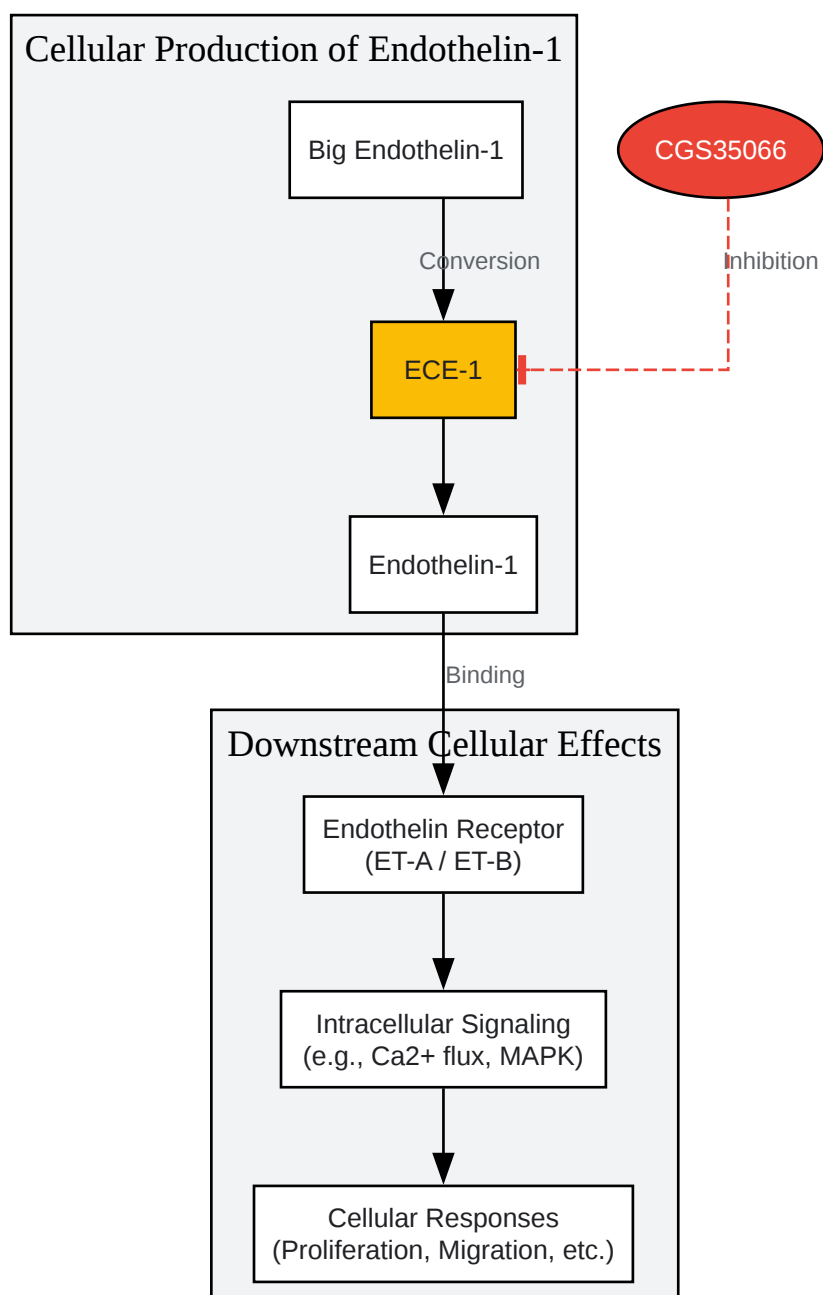 Cellular Production of Endothelin-1
Big Endothelin-1
CGS35066
Conversion
Inhibition
ECE-1
Endothelin-1
Binding
Downstream Cellular Effects
Endothelin Receptor
(ET-A / ET-B)
Intracellular Signaling
(e.g., Ca2+ flux, MAPK)
Cellular Responses
(Proliferation, Migration, etc.)